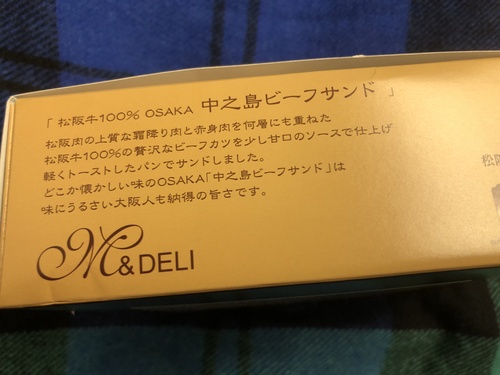 「 松阪牛100% OSAKA 中之島ビーフサンド 」
松阪肉の上質な霜降り肉と赤身肉を何層にも重ねた
松阪牛100%の贅沢なビーフカツを少し甘口のソースで仕上げ
軽くトーストしたパンでサンドしました。
どこか懐かしい味のOSAKA「中之島ビーフサンド」は
味にうるさい大阪人も納得の旨さです。
M&DELI
松阪